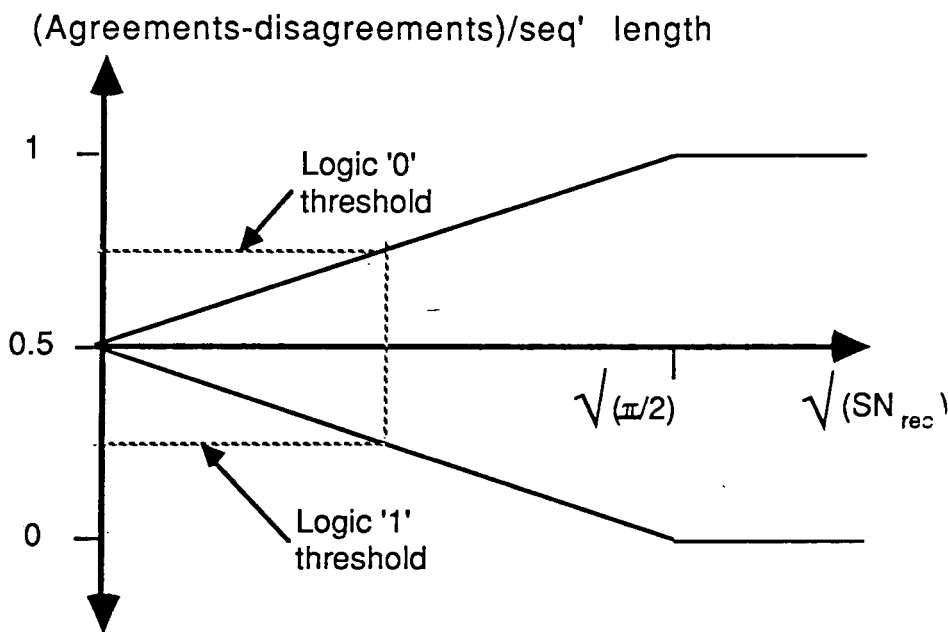 (Agreements-disagreements)/seq' length
1
Logic '0'
threshold
0.5
√(π/2)
√(SN rec)
0
Logic '1'
threshold